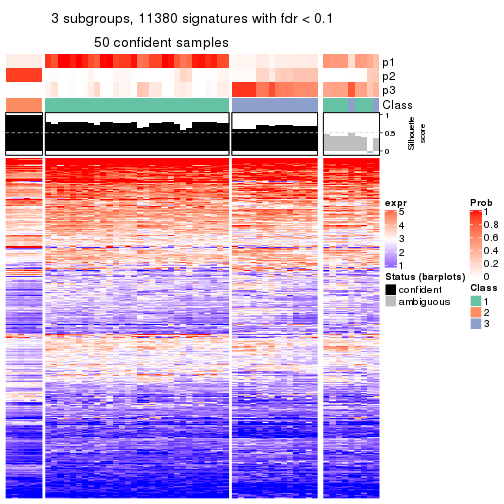 3 subgroups, 11380 signatures with fdr < 0.1
50 confident samples
p1
p2
p3
Class
1
0.5
0
Silhouette
score
expr
5
4
3
2
1
Status (barplots)
confident
ambiguous
Prob
1
0.8
0.6
0.4
0.2
0
Class
1
2
3